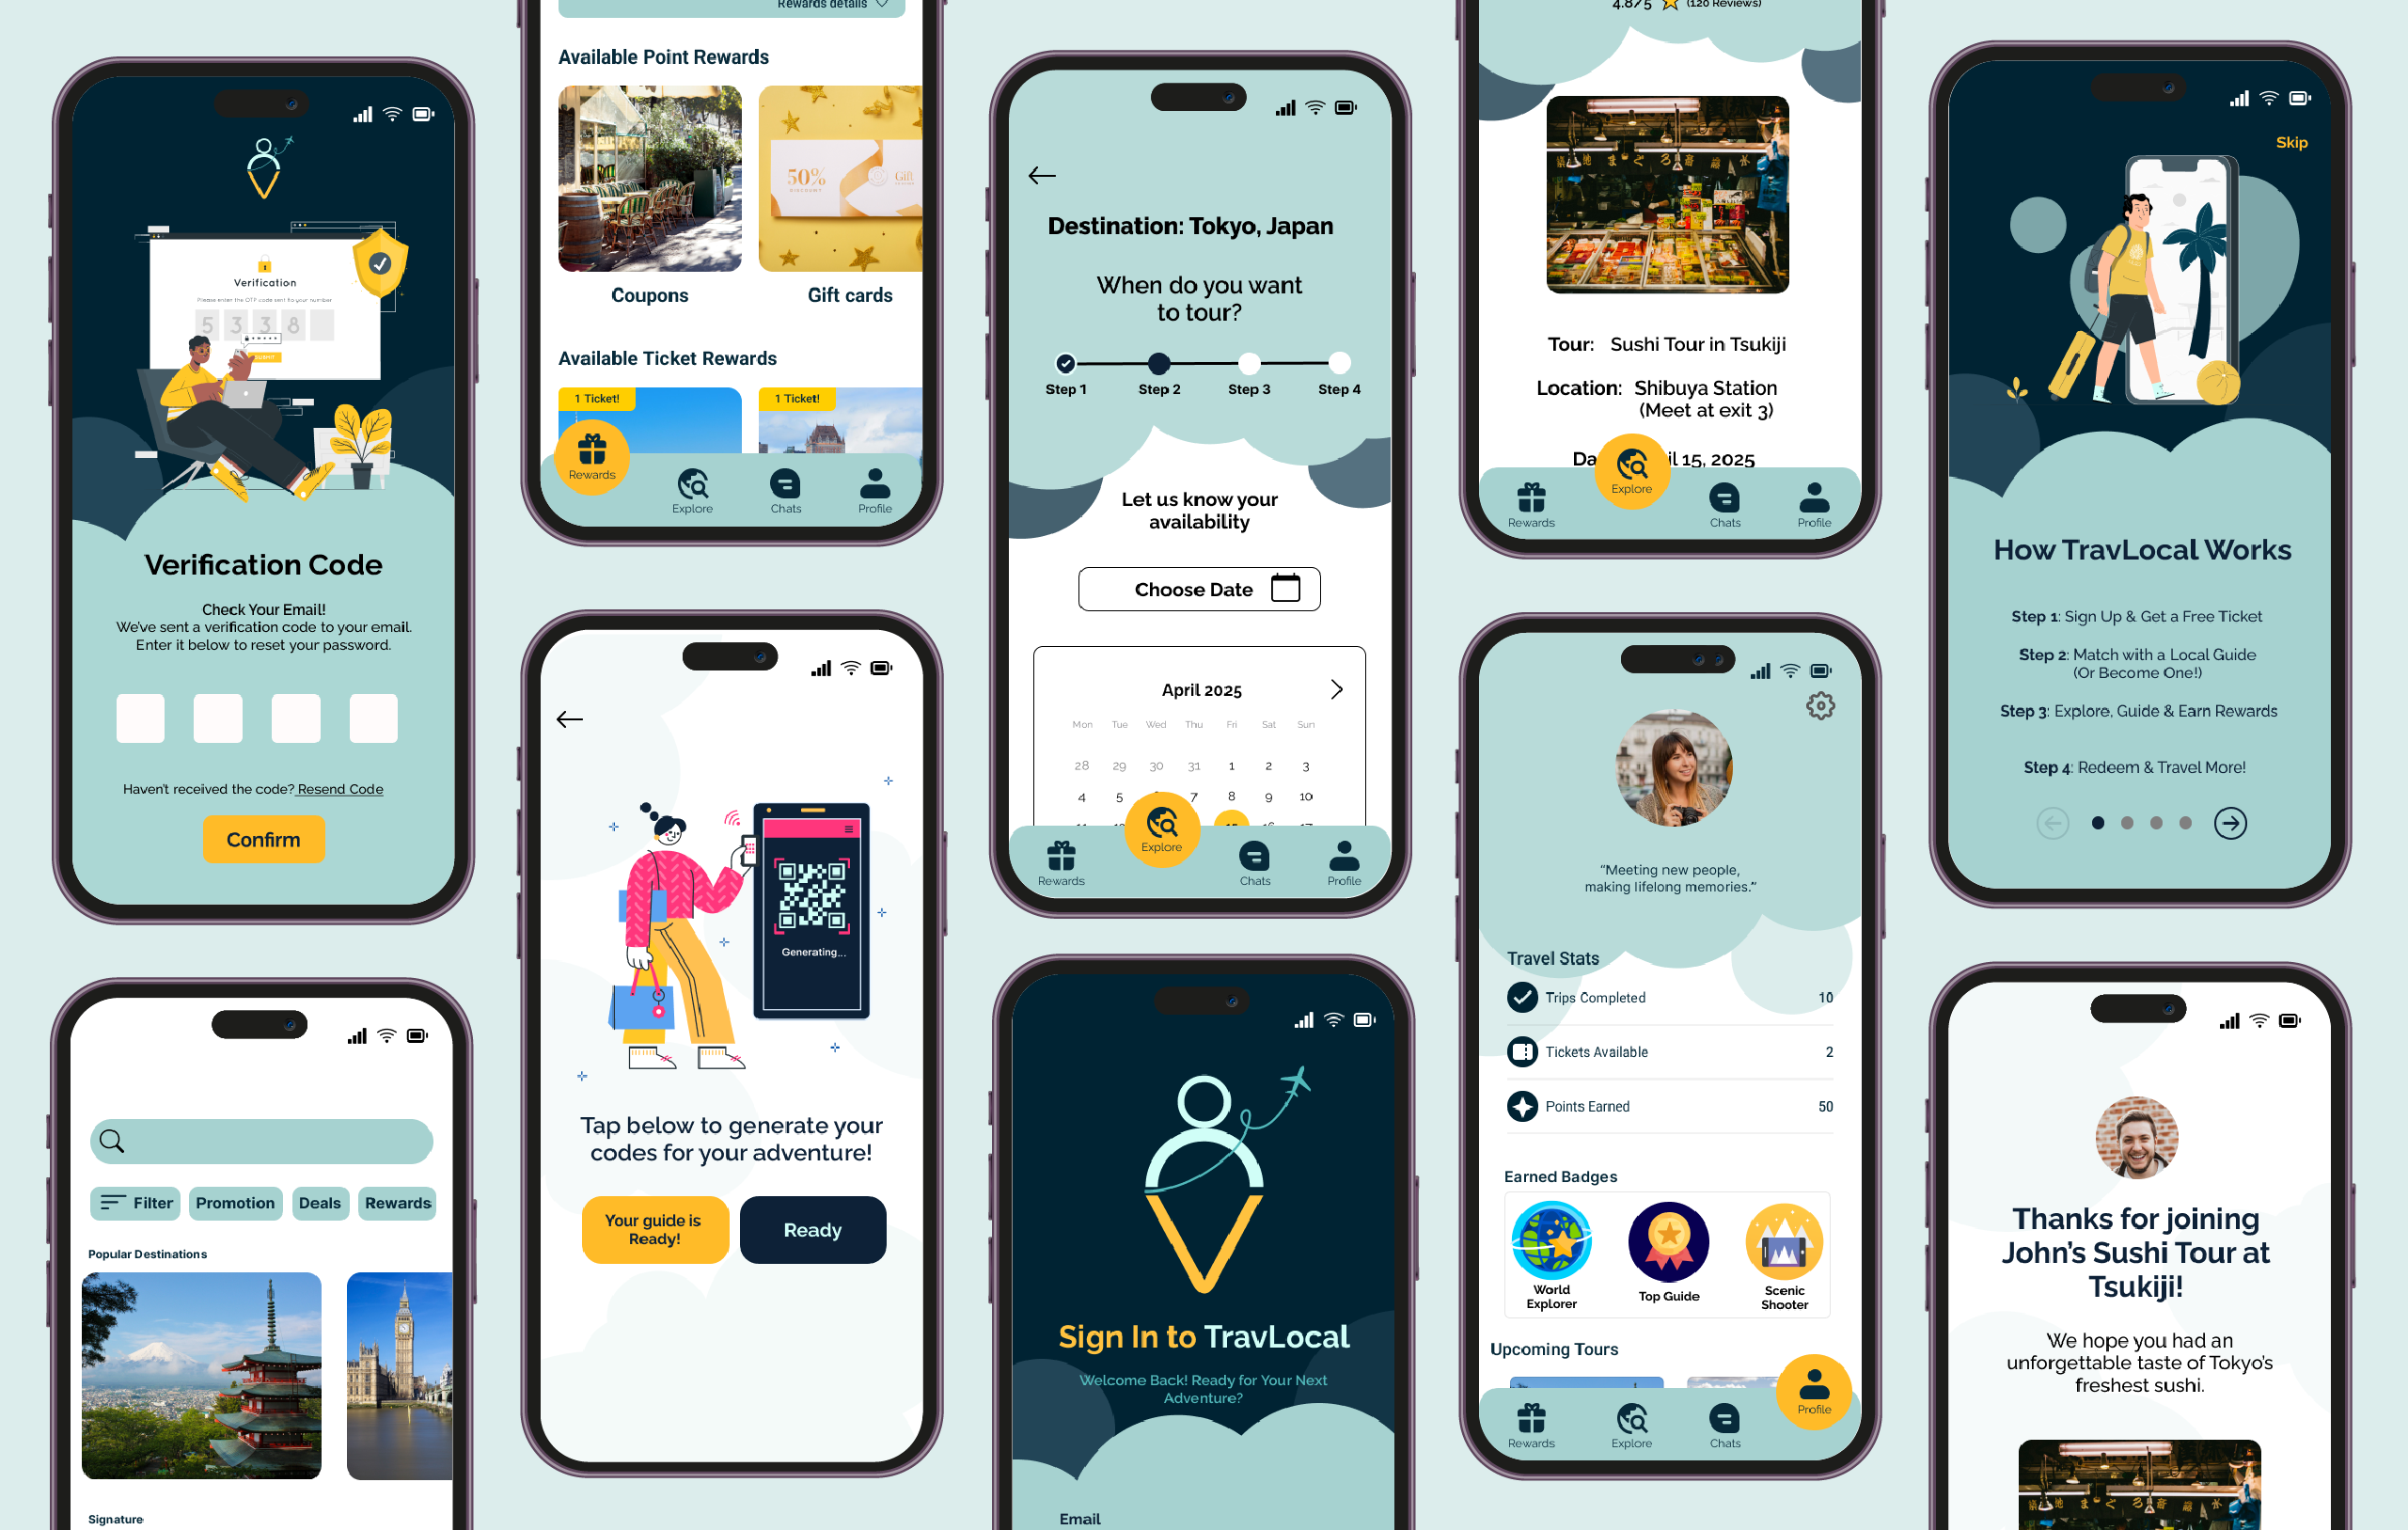 Verification
Please enter the OTP code sent to your number
5 3 3 8
SUBMIT
Verification Code
Check Your Email!
We've sent a verification code to your email.
Enter it below to reset your password.
Haven't received the code? Resend Code
Confirm
Filter
Promotion
Deals
Rewards
Popular Destinations
Signature
Rewards details
Available Point Rewards
50%
DISCOUNT
Gift
Coupons
Gift cards
Available Ticket Rewards
1 Ticket!
1 Ticket!
Rewards
Explore
Chats
Profile
Generating...
Tap below to generate your
codes for your adventure!
Your guide is
Ready!
Ready
Destination: Tokyo, Japan
When do you want
to tour?
Step 1
Step 2
Step 3
Step 4
Let us know your
availability
Choose Date
April 2025
Mon Tue Wed Thu Fri Sat Sun
28 29 30 31 1 2 3
4 5 7 8 9 10
Rewards
Explore
Chats
Profile
Sign In to TravLocal
Welcome Back! Ready for Your Next
Adventure?
Email
4.8/5 (120 Reviews)
Tour: Sushi Tour in Tsukiji
Location: Shibuya Station
(Meet at exit 3)
15, 2025
Rewards
Explore
Chats
Profile
"Meeting new people,
making lifelong memories."
Travel Stats
Trips Completed 10
Tickets Available 2
Points Earned 50
Earned Badges
World
Explorer
Top Guide
Scenic
Shooter
Upcoming Tours
Rewards
Explore
Chats
Profile
Skip
How TravLocal Works
Step 1: Sign Up & Get a Free Ticket
Step 2: Match with a Local Guide
(Or Become One!)
Step 3: Explore, Guide & Earn Rewards
Step 4: Redeem & Travel More!
Thanks for joining
John's Sushi Tour at
Tsukiji!
We hope you had an
unforgettable taste of Tokyo's
freshest sushi.